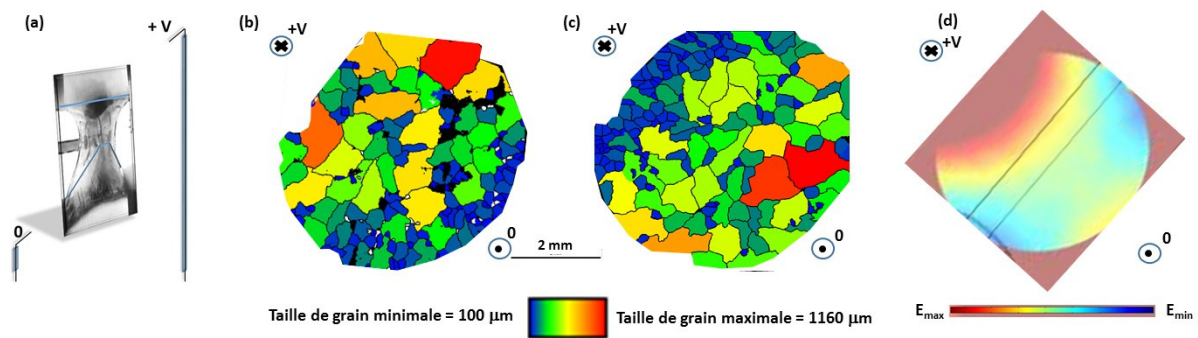 (a)
+ V
0
(b)
+V
0
2 mm
(c)
+V
0
(d)
+V
0
Taille de grain minimale = 100 µm
Taille de grain maximale = 1160 µm
Emax
Emin